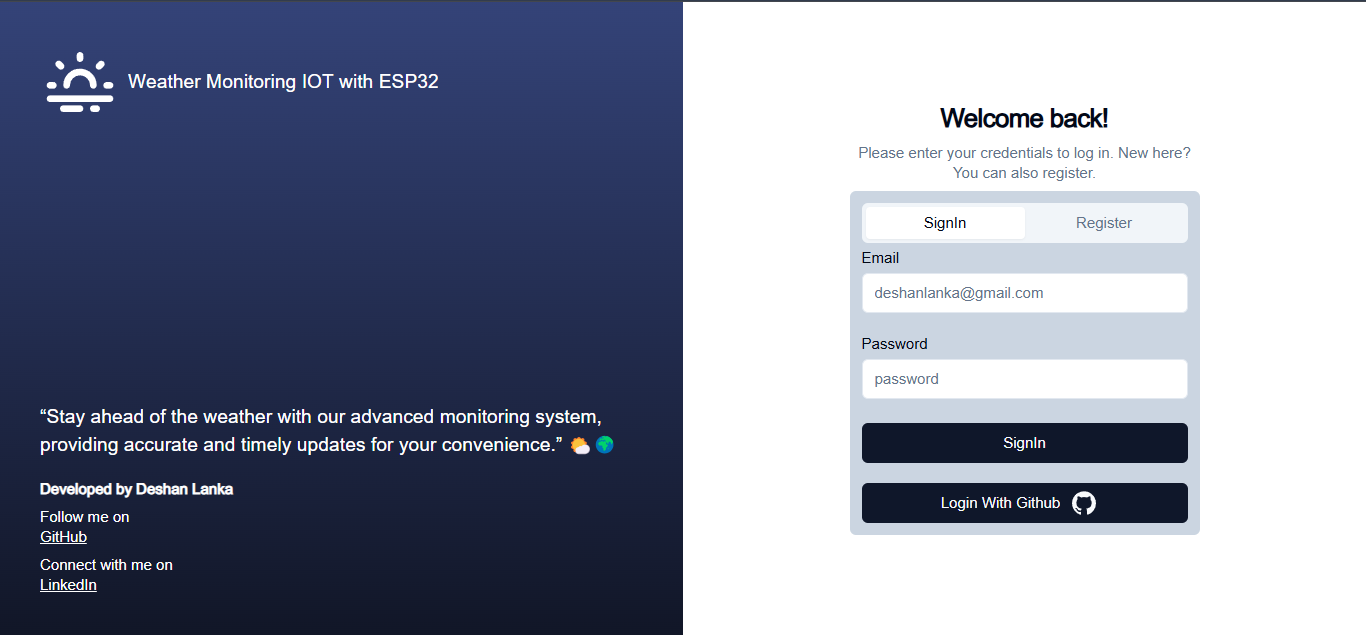 Weather Monitoring IOT with ESP32
“Stay ahead of the weather with our advanced monitoring system,
providing accurate and timely updates for your convenience.” 🌤️🌍
Developed by Deshan Lanka
Follow me on
GitHub
Connect with me on
LinkedIn
Welcome back!
Please enter your credentials to log in. New here?
You can also register.
SignIn Register
Email
deshanlanka@gmail.com
Password
password
SignIn
Login With Github